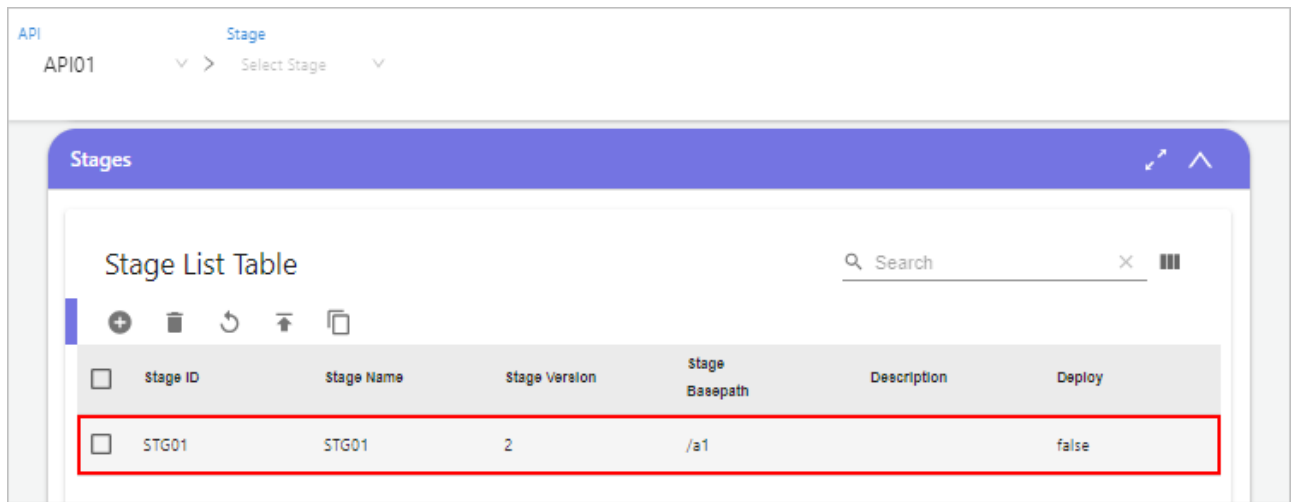 API Stage
API01 > Select Stage
Stages
Stage List Table
Search
Stage ID Stage Name Stage Version Stage Basepath Description Deploy
STG01 STG01 2 /a1 false